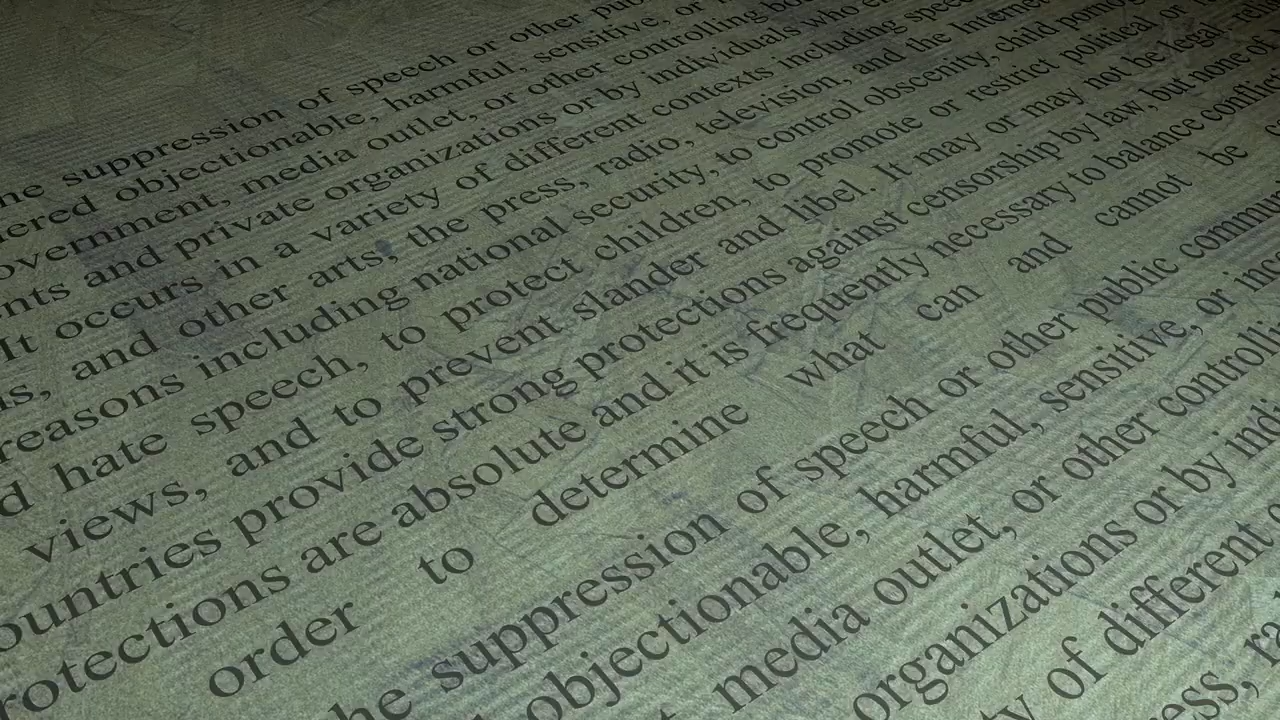 he suppression of speech or other pub
ered objectionable, harmful, sensitive, or
overnment, media outlet, or other controlling bo
nts and private organizations or by individuals who e
It occurs in a variety of different contexts including speec
s, and other arts, the press, radio, television, and the Internet
reasons including national security, to control obscenity, child pornog
d hate speech, to protect children, to promote or restrict political or
views, and to prevent slander and libel. It may or may not be legal.
ountries provide strong protections against censorship by law, but none of
rotections are absolute and it is frequently necessary to balance conflic
order to determine what can and cannot be
he suppression of speech or other public commun
objectionable, harmful, sensitive, or inc
media outlet, or other controlli
organizations or by indi
y of different
ess, ra